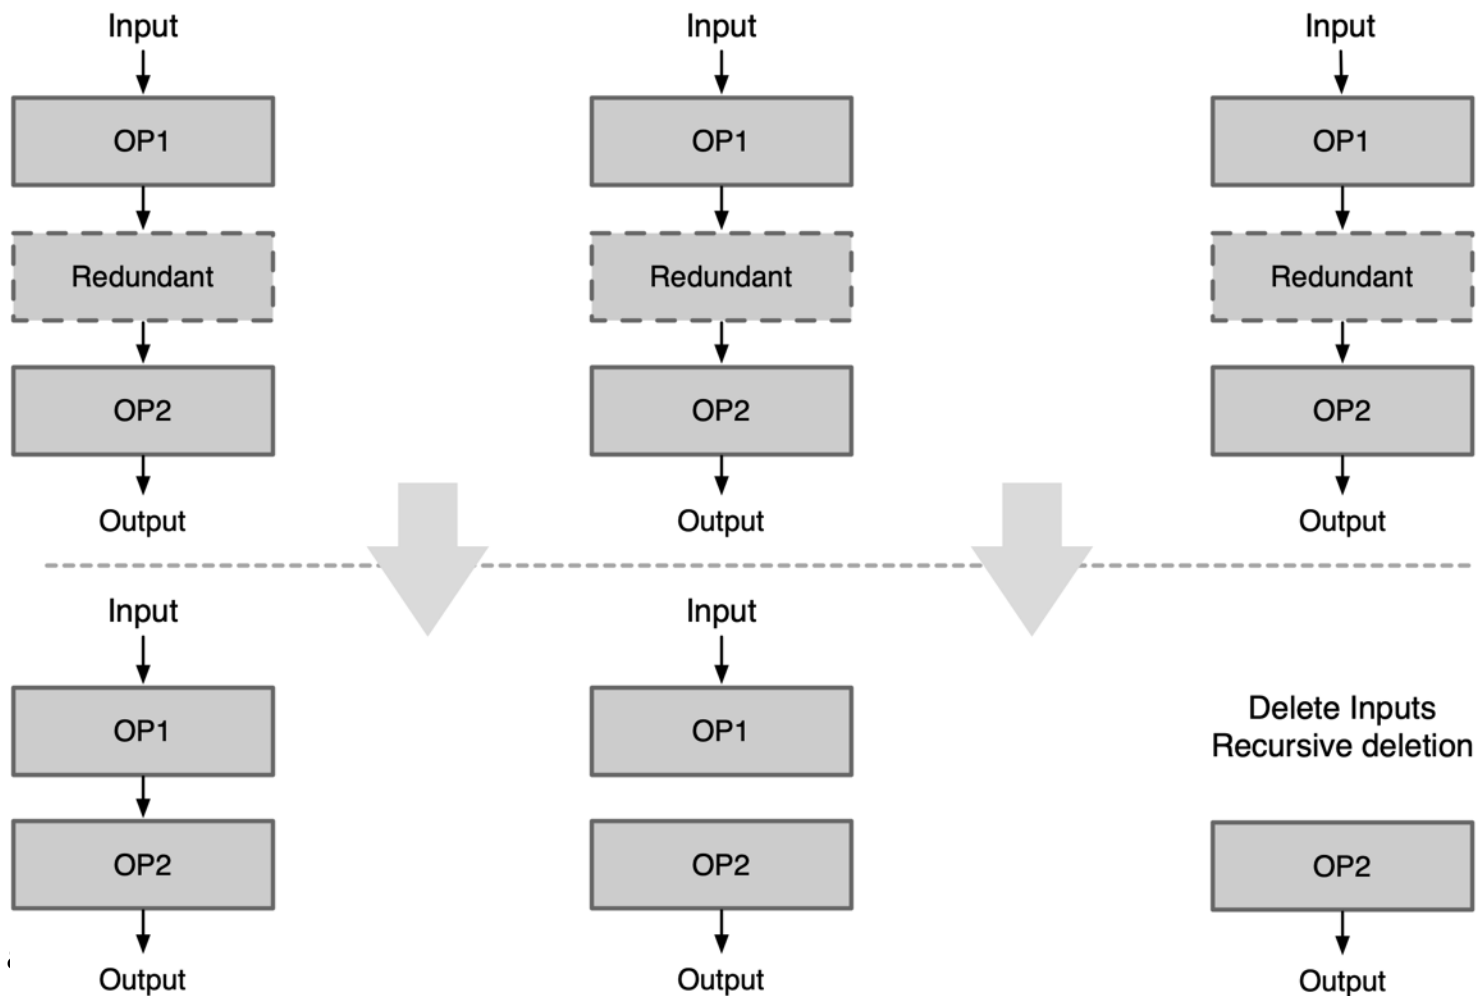 Input
OP1
Redundant
OP2
Output
Input
OP1
Redundant
OP2
Output
Input
OP1
Redundant
OP2
Output
Input
OP1
OP2
Output
Input
OP1
OP2
Output
Delete Inputs
Recursive deletion
OP2
Output